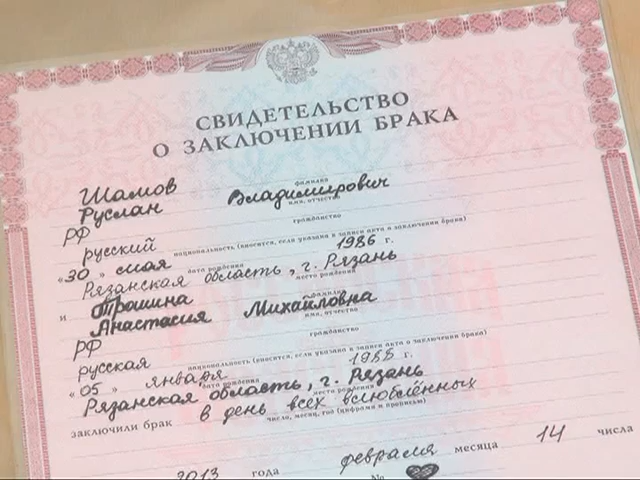 СВИДЕТЕЛЬСТВО
О ЗАКЛЮЧЕНИИ БРАКА
Шамов
фамилия
Руслан Владимирович
имя, отчество
РФ
гражданство
русский
национальность (вносится, если указана в записи акта о заключении брака)
"30" мая 1986 г.
дата рождения
Рязанская область, г. Рязань
место рождения
и Трошина
фамилия
Анастасия Михайловна
имя, отчество
РФ
гражданство
русская
национальность (вносится, если указана в записи акта о заключении брака)
"05" января 1988 г.
дата рождения
Рязанская область, г. Рязань
место рождения
заключили брак в день всех влюблённых
число, месяц, год (цифрами и прописью)
2013 года февраля месяца 14 числа
№